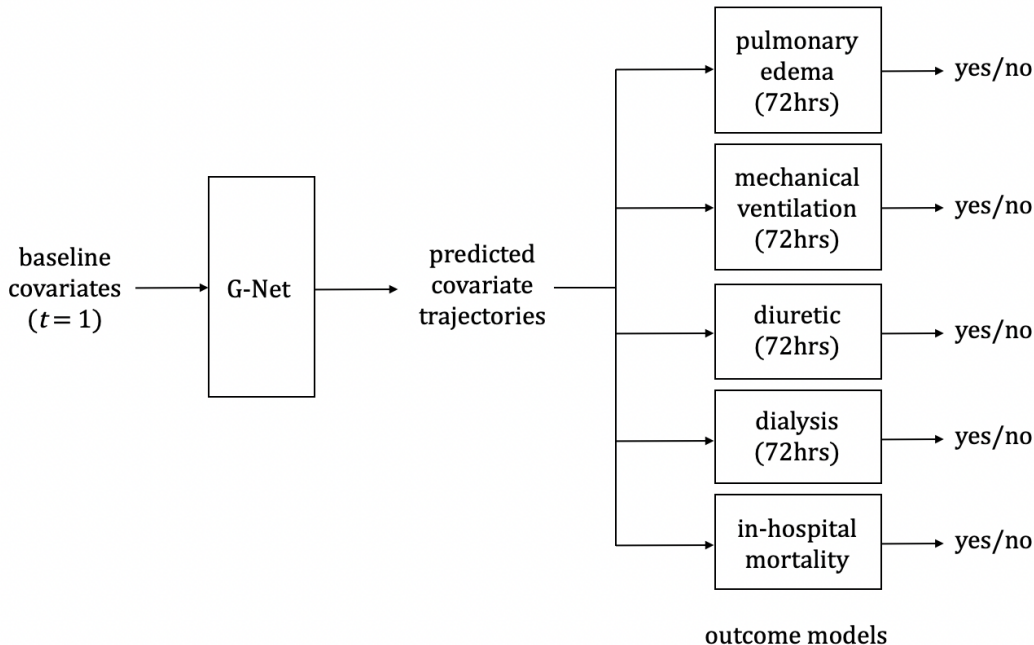 baseline
covariates
(t = 1)
G-Net
predicted
covariate
trajectories
pulmonary
edema
(72hrs)
yes/no
mechanical
ventilation
(72hrs)
yes/no
diuretic
(72hrs)
yes/no
dialysis
(72hrs)
yes/no
in-hospital
mortality
yes/no
outcome models